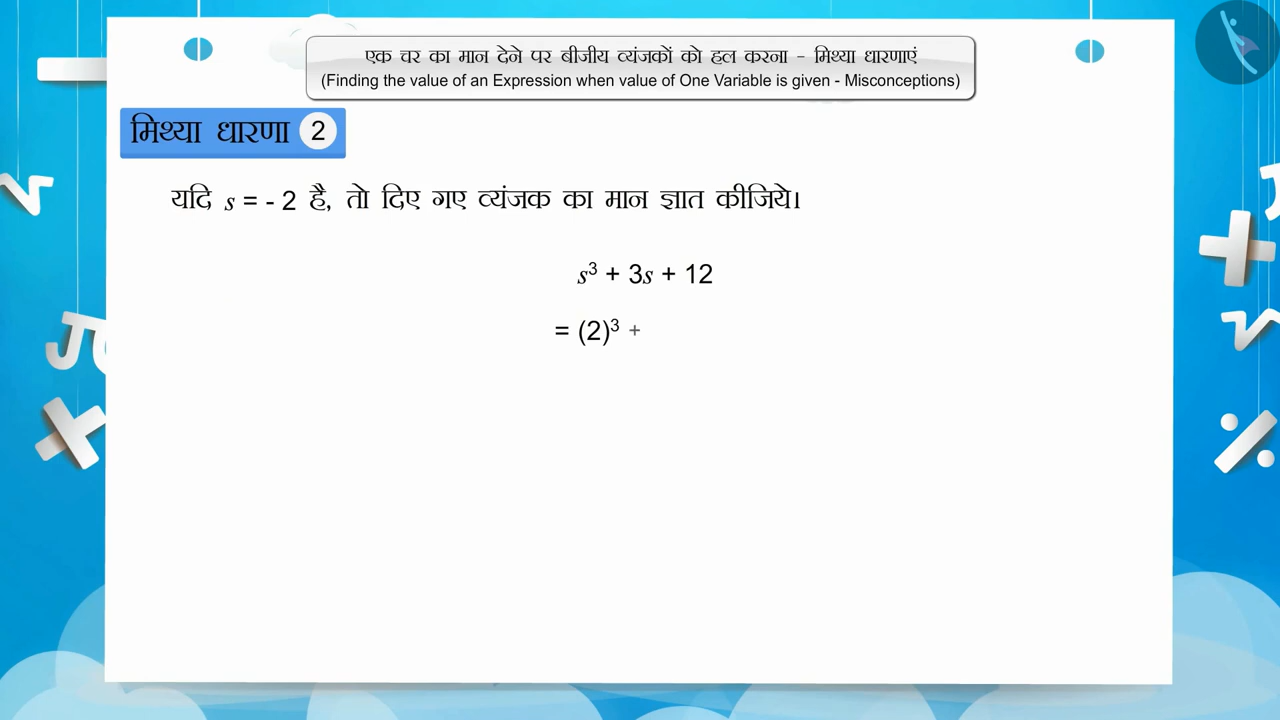 एक चर का मान देने पर बीजीय व्यंजकों को हल करना - मिथ्या धारणाएं
(Finding the value of an Expression when value of One Variable is given - Misconceptions)
मिथ्या धारणा 2
यदि s = - 2 है, तो दिए गए व्यंजक का मान ज्ञात कीजिये।
s³ + 3s + 12
= (2)³ +